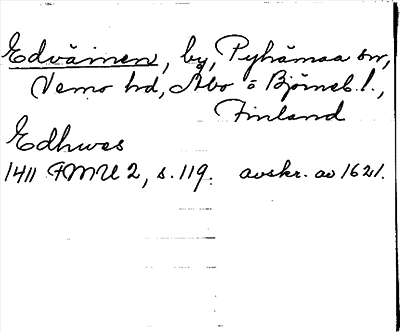 Edväinen, by, Pyhämaa sn,
Vemo hd, Åbo o Björneb. l.,
Finland
Edhwes
1411 FMU 2, s. 119. avskr. av 1621.